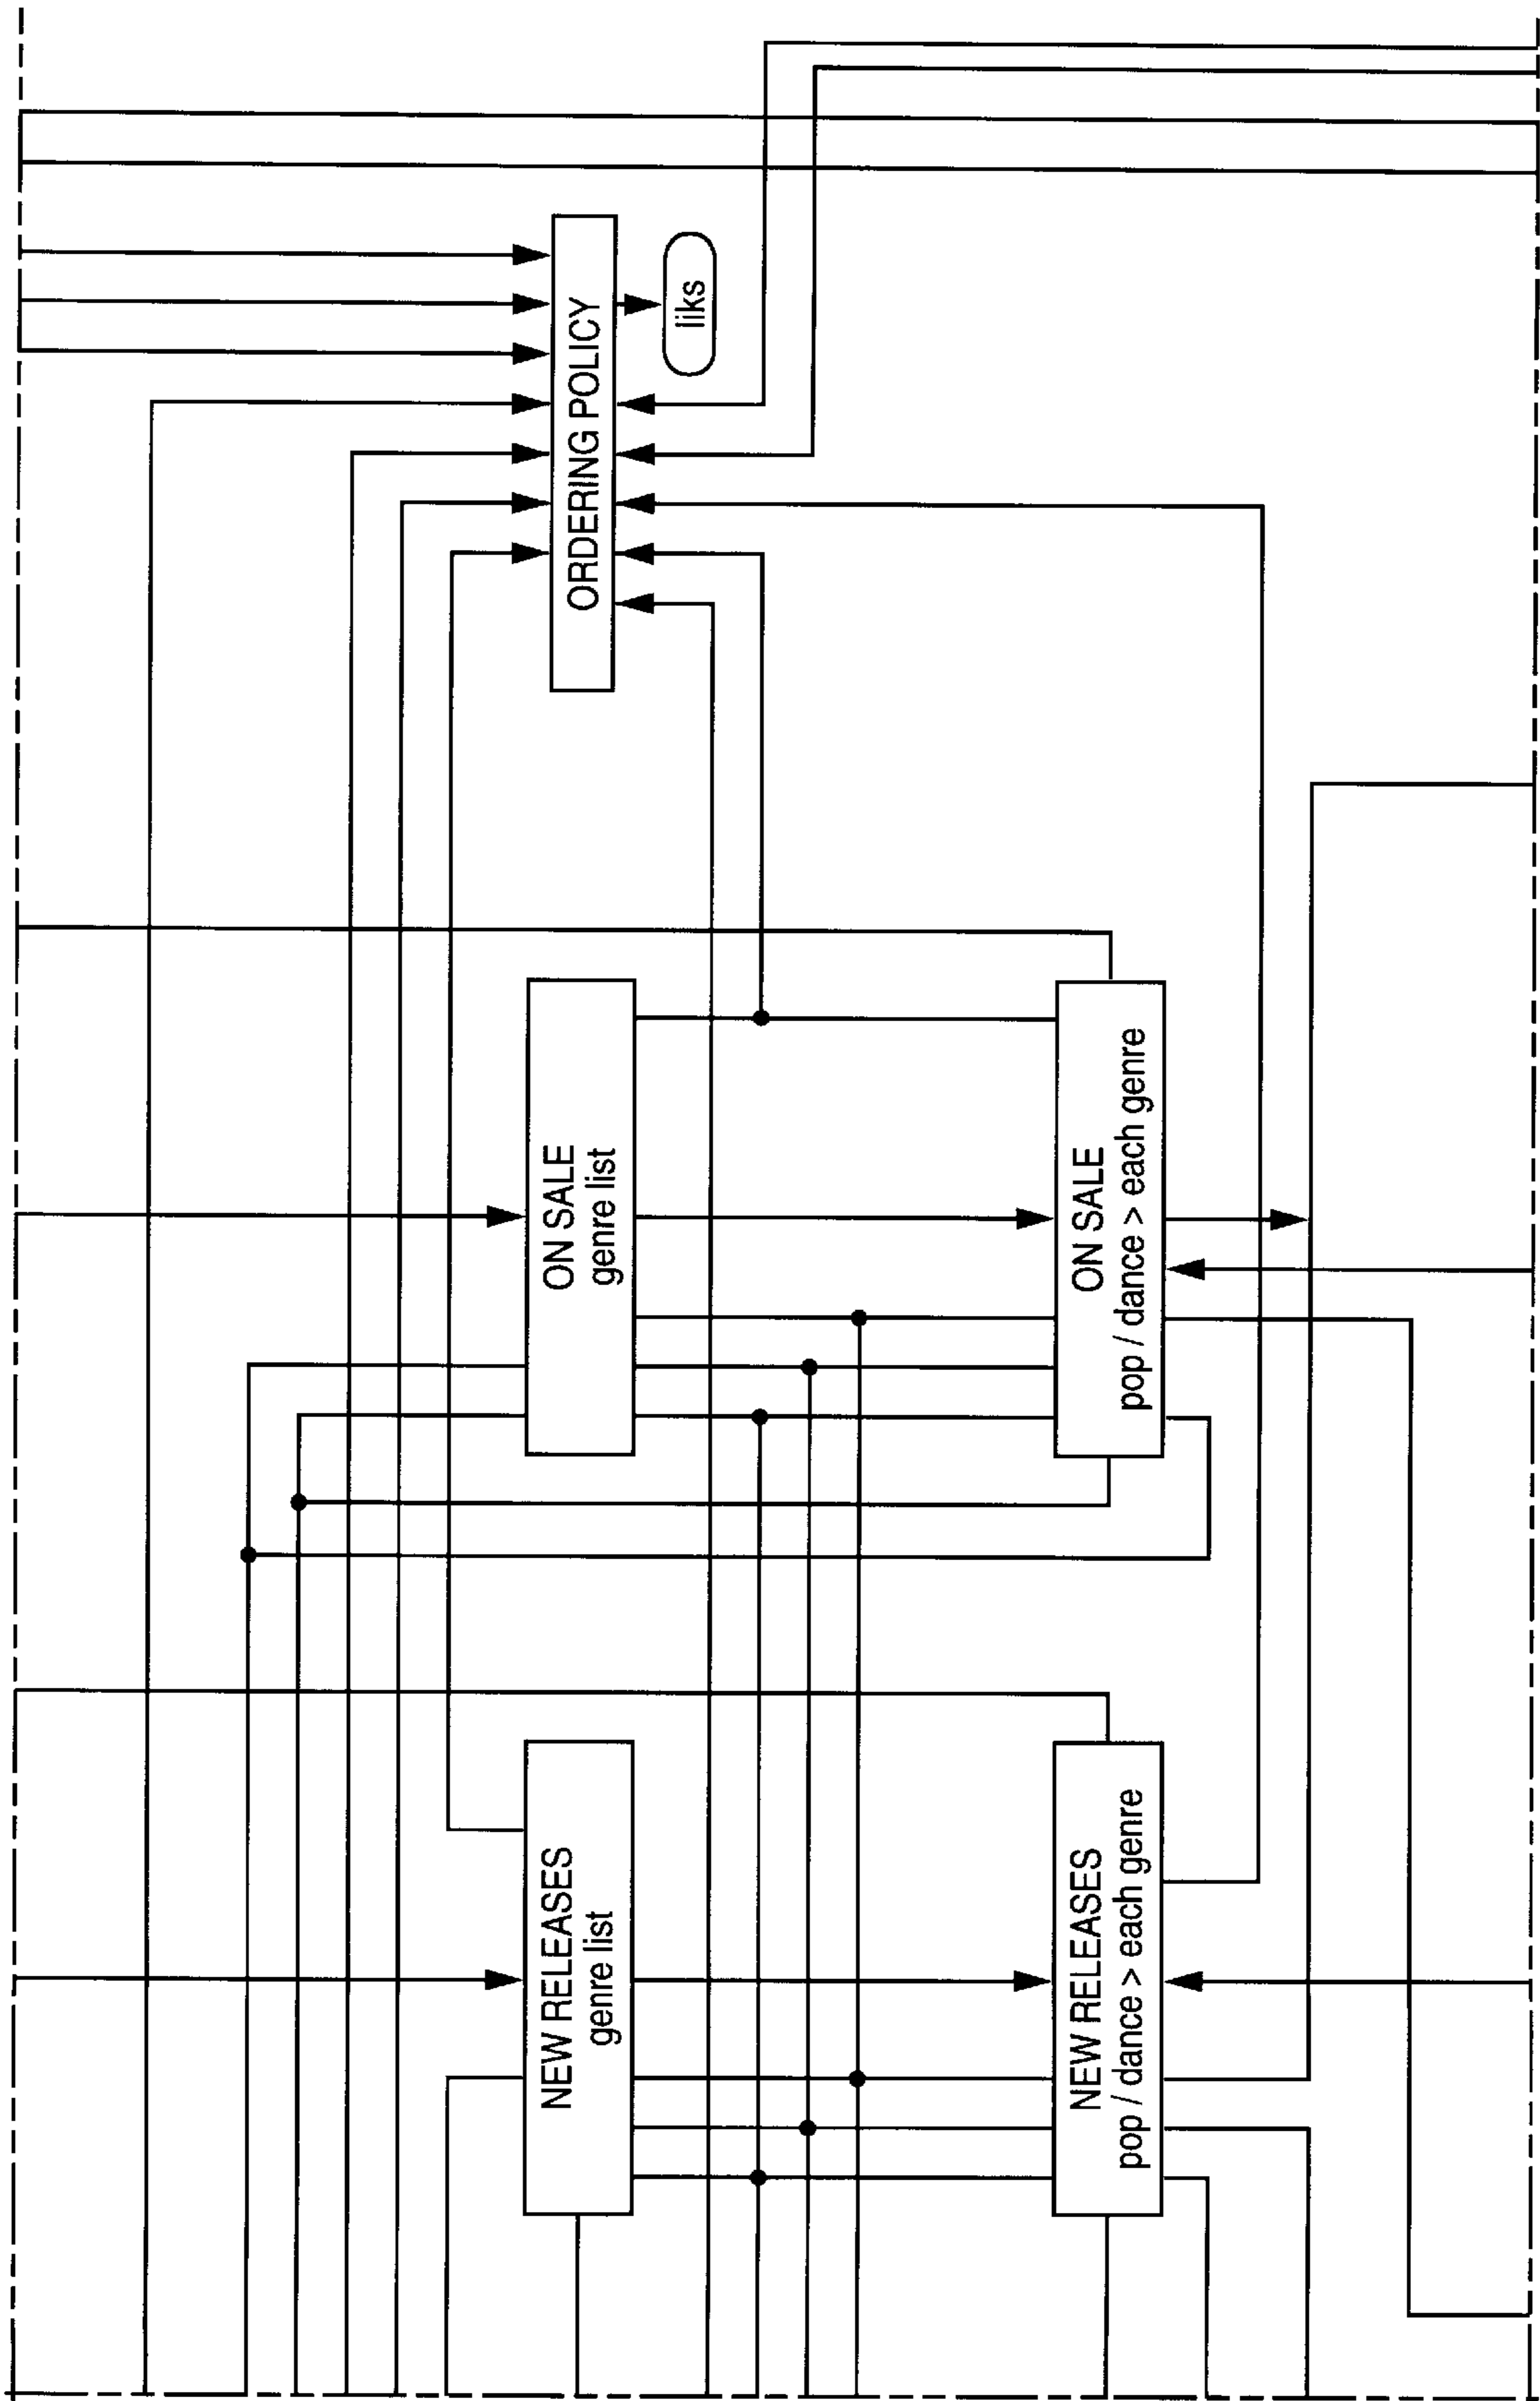 ORDERING POLICY
liks
ON SALE
genre list
ON SALE
pop / dance > each genre
NEW RELEASES
genre list
NEW RELEASES
pop / dance > each genre